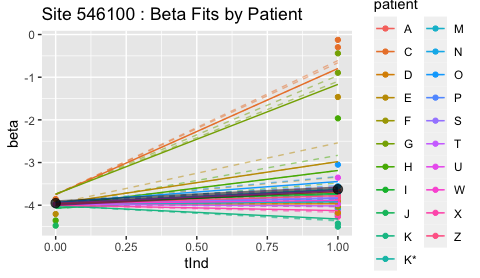 Site 546100 : Beta Fits by Patient
beta
0
-1
-2
-3
-4
0.00 0.25 0.50 0.75 1.00
tInd
patient
A M
C N
D O
E P
F S
G T
H U
I W
J X
K Z
K*